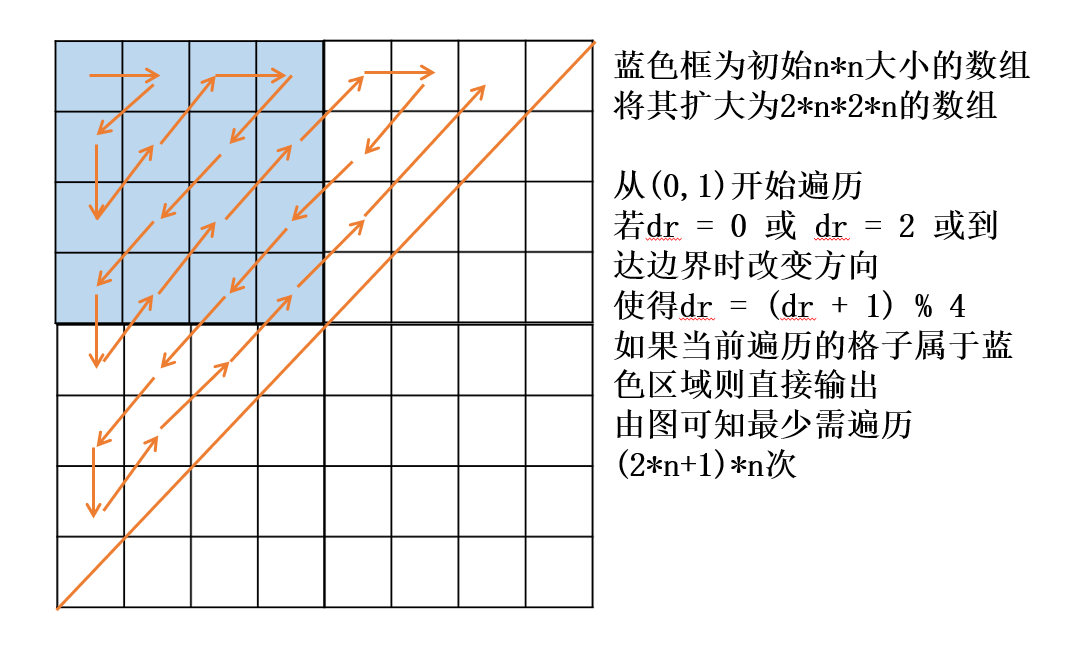 蓝色框为初始n*n大小的数组
将其扩大为2*n*2*n的数组
从(0,1)开始遍历
若dr = 0 或 dr = 2 或到
达边界时改变方向
使得dr = (dr + 1) % 4
如果当前遍历的格子属于蓝
色区域则直接输出
由图可知最少需遍历
(2*n+1)*n次